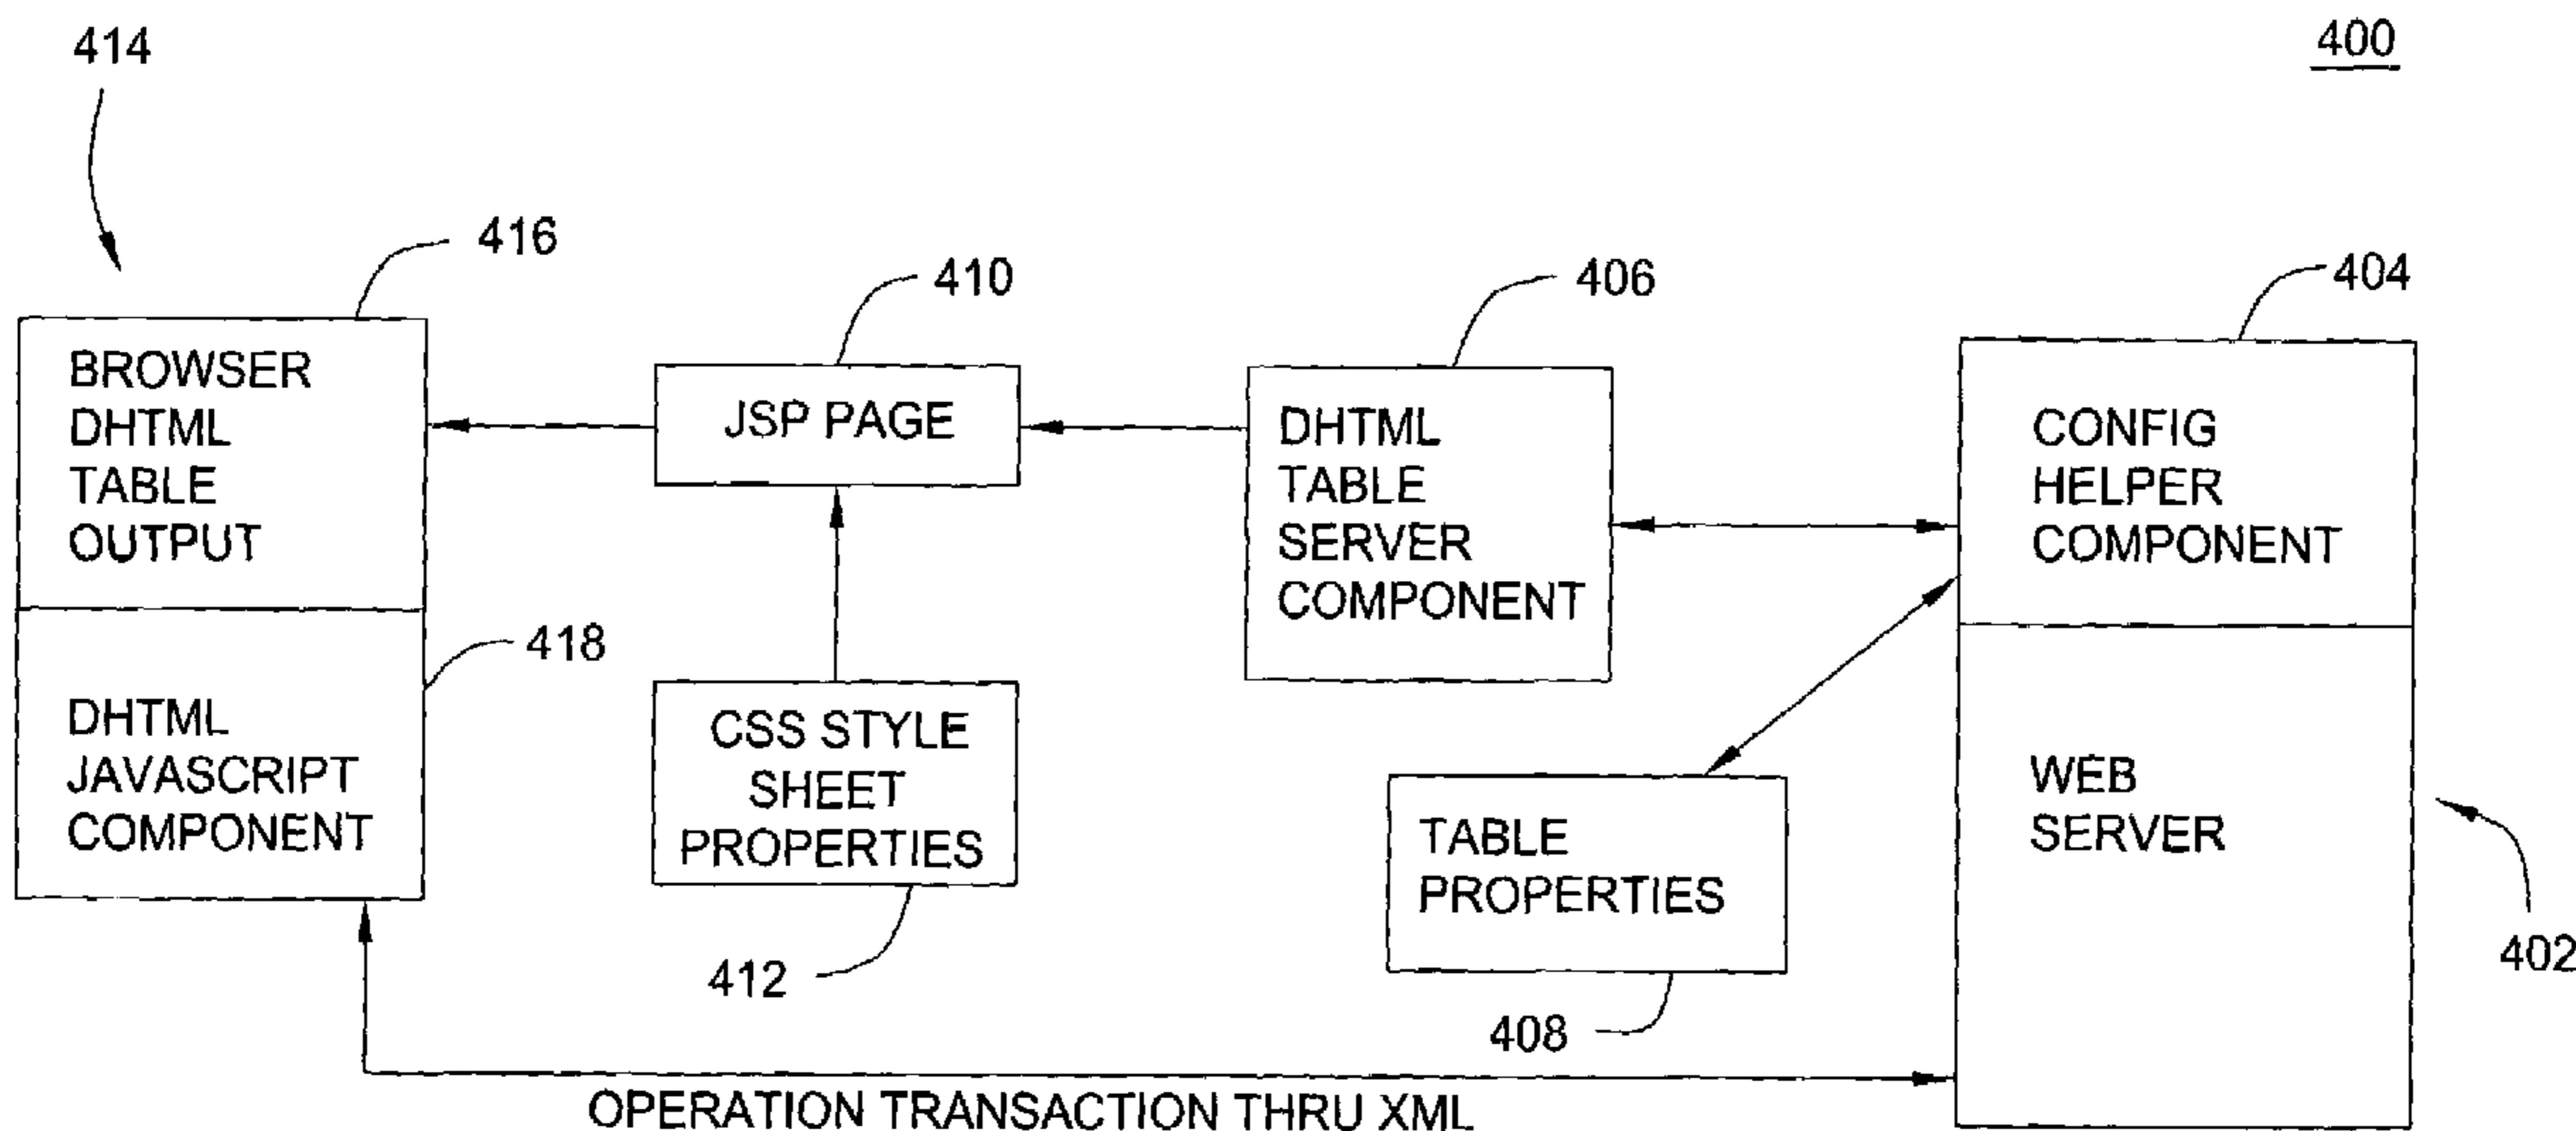 414
400
416
410
406
404
BROWSER
DHTML
TABLE
OUTPUT
JSP PAGE
DHTML
TABLE
SERVER
COMPONENT
CONFIG
HELPER
COMPONENT
418
DHTML
JAVASCRIPT
COMPONENT
CSS STYLE
SHEET
PROPERTIES
412
TABLE
PROPERTIES
408
WEB
SERVER
402
OPERATION TRANSACTION THRU XML